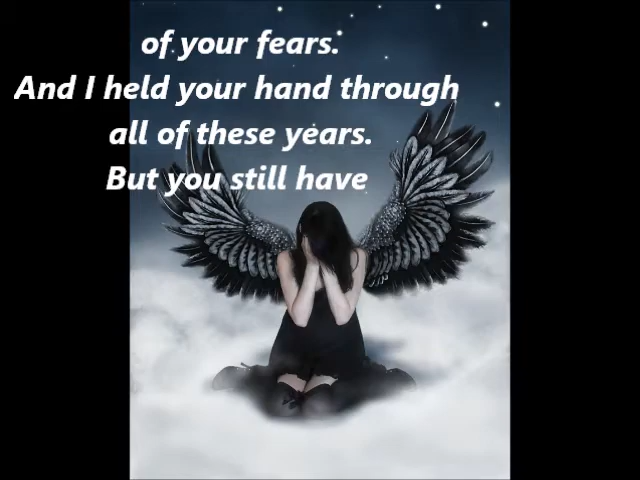 of your fears.
And I held your hand through
all of these years.
But you still have